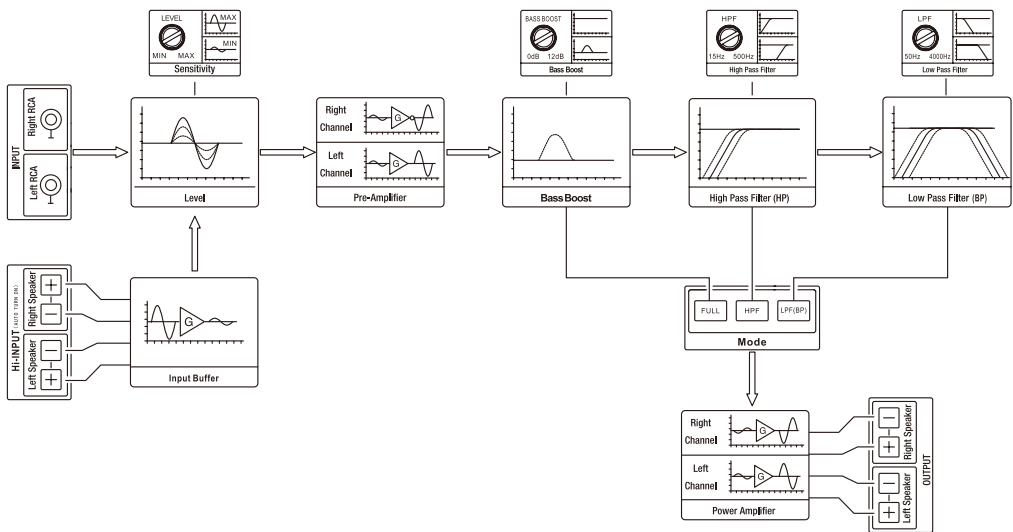 LEVEL
MIN MAX
MAX
MIN
Sensitivity
BASS BOOST
0dB 12dB
Bass Boost
HPF
15Hz 500Hz
High Pass Filter
LPF
50Hz 4000Hz
Low Pass Filter
INPUT
Right RCA
Left RCA
Level
Right
Channel
G
Left
Channel
G
Pre-Amplifier
Bass Boost
High Pass Filter (HP)
Low Pass Filter (BP)
Hi-INPUT
(AUTO TURN ON)
Right Speaker
+
−
Left Speaker
−
+
G
Input Buffer
FULL
HPF
LPF(BP)
Mode
Right
Channel
G
Left
Channel
G
Power Amplifier
−
+
Right Speaker
−
+
Left Speaker
OUTPUT